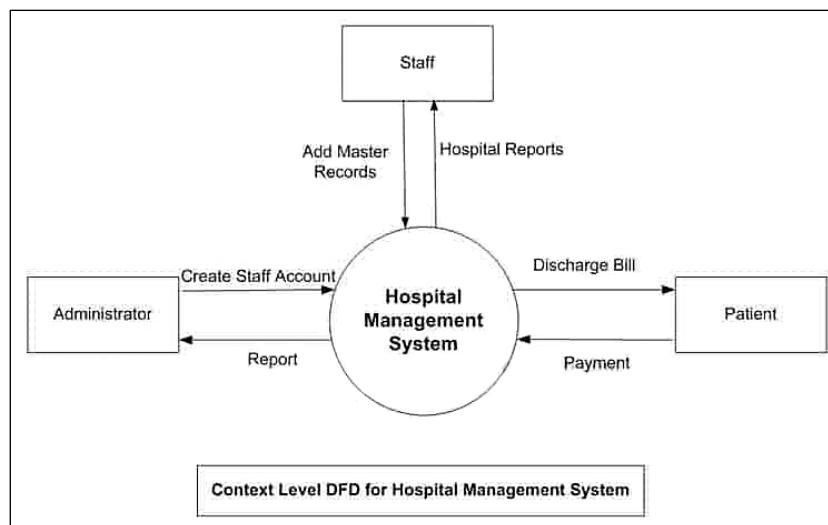 Staff
Add Master
Records
Hospital Reports
Create Staff Account
Discharge Bill
Administrator
Hospital
Management
System
Patient
Report
Payment
Context Level DFD for Hospital Management System